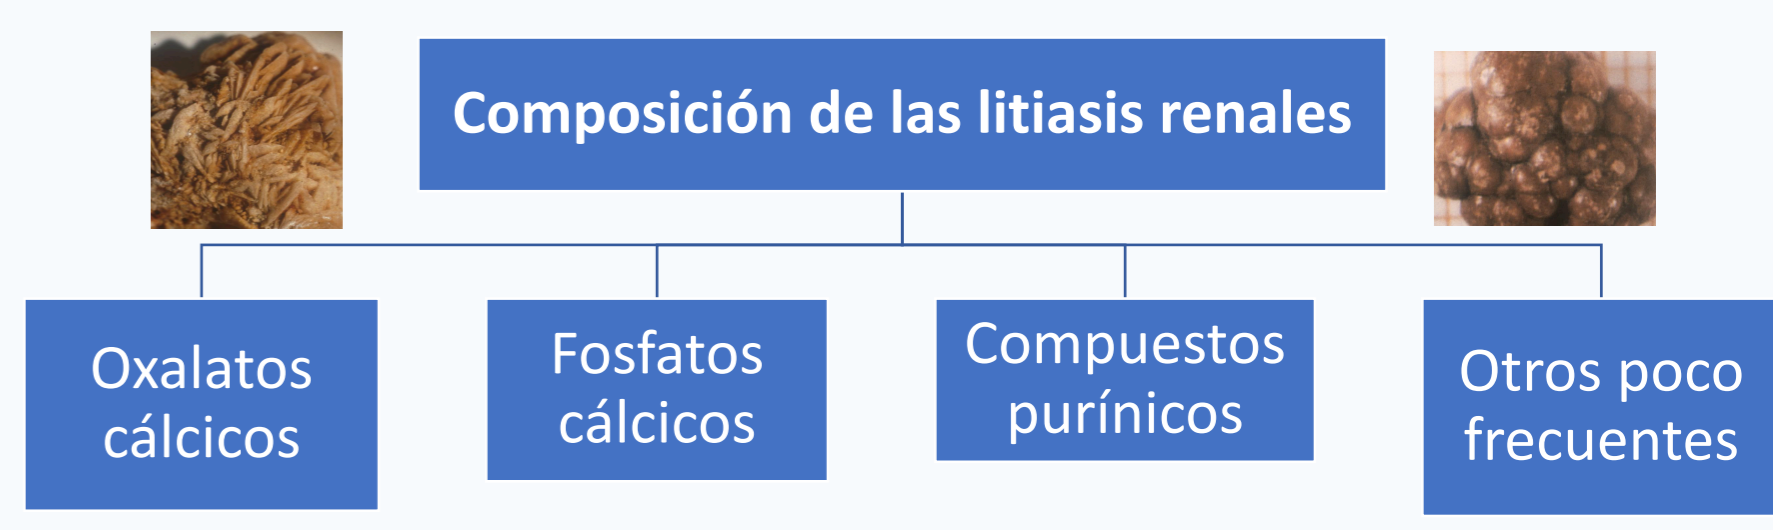 Composición de las litiasis renales
Oxalatos
cálcicos
Fosfatos
cálcicos
Compuestos
purínicos
Otros poco
frecuentes